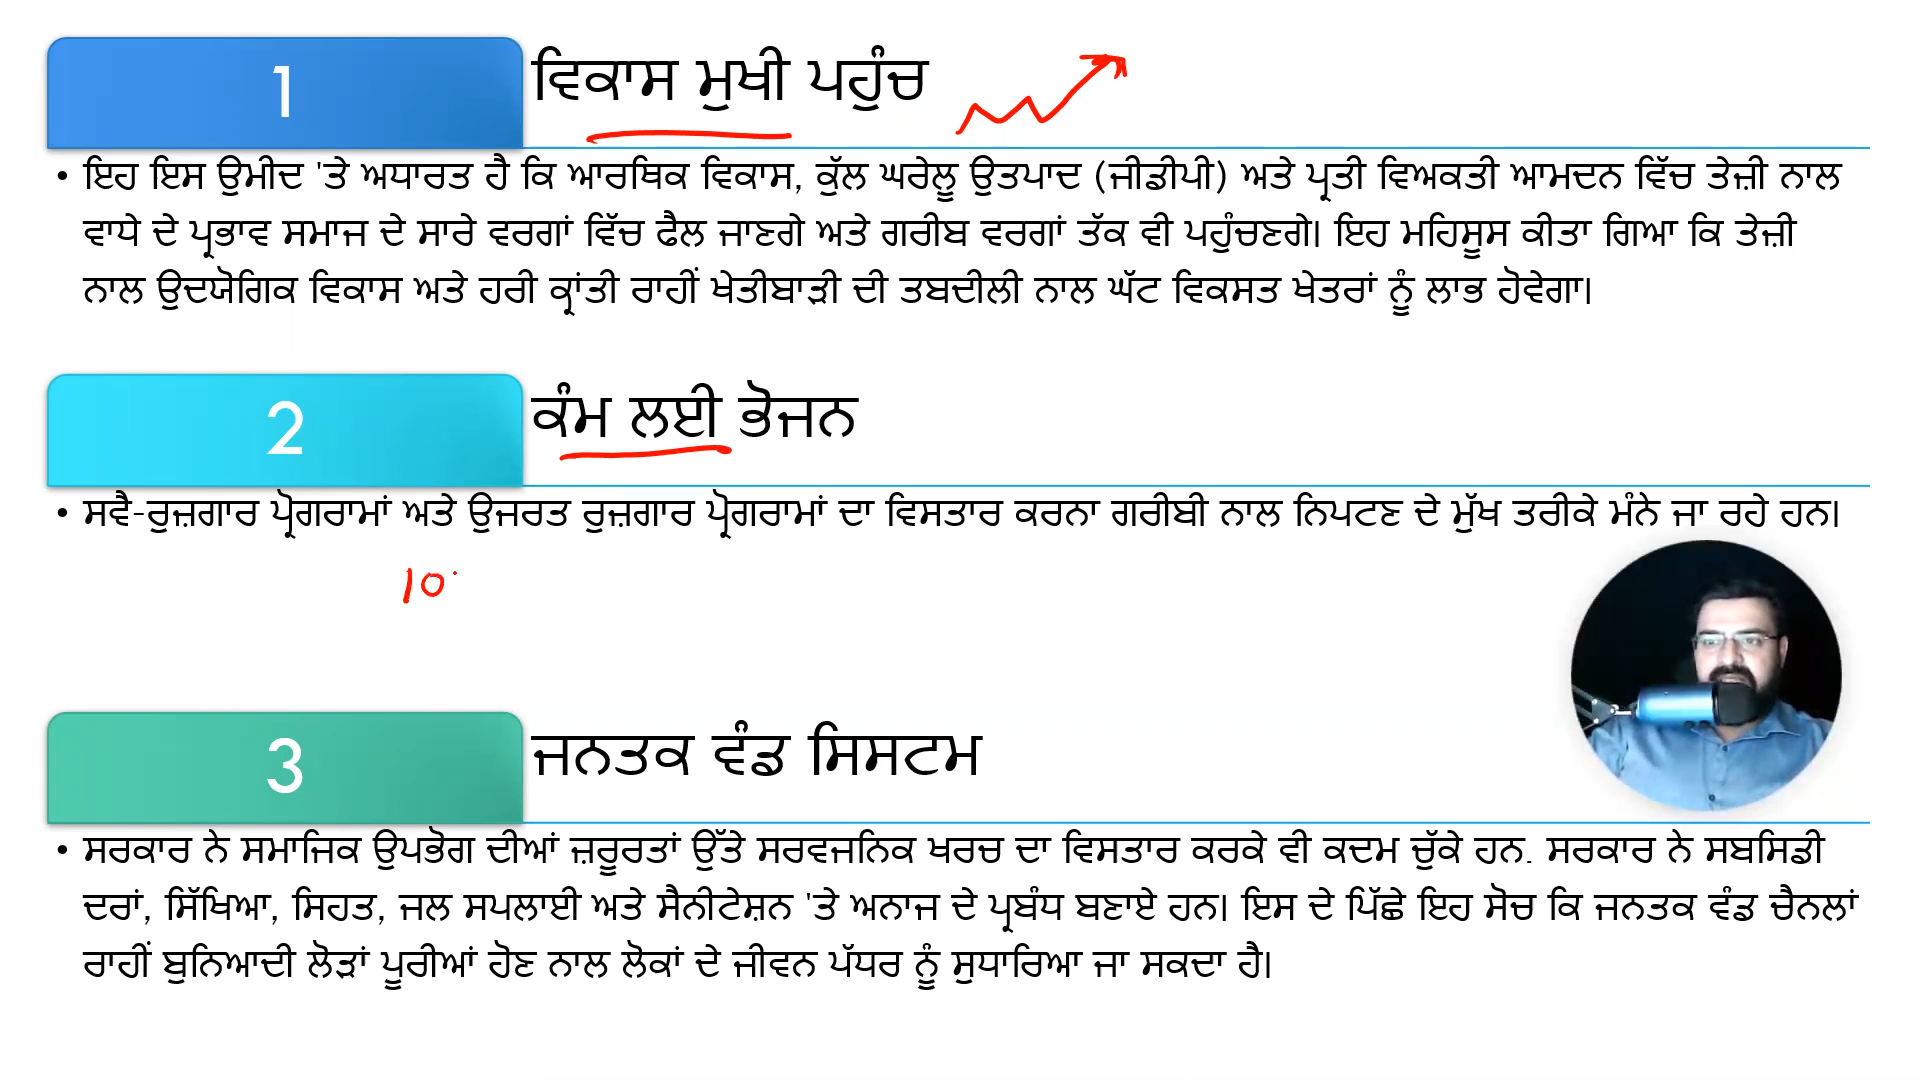 1
ਵਿਕਾਸ ਮੁਖੀ ਪਹੁੰਚ
• ਇਹ ਇਸ ਉਮੀਦ 'ਤੇ ਅਧਾਰਤ ਹੈ ਕਿ ਆਰਥਿਕ ਵਿਕਾਸ, ਕੁੱਲ ਘਰੇਲੂ ਉਤਪਾਦ (ਜੀਡੀਪੀ) ਅਤੇ ਪ੍ਰਤੀ ਵਿਅਕਤੀ ਆਮਦਨ ਵਿੱਚ ਤੇਜ਼ੀ ਨਾਲ
ਵਾਧੇ ਦੇ ਪ੍ਰਭਾਵ ਸਮਾਜ ਦੇ ਸਾਰੇ ਵਰਗਾਂ ਵਿੱਚ ਫੈਲ ਜਾਣਗੇ ਅਤੇ ਗਰੀਬ ਵਰਗਾਂ ਤੱਕ ਵੀ ਪਹੁੰਚਣਗੇ। ਇਹ ਮਹਿਸੂਸ ਕੀਤਾ ਗਿਆ ਕਿ ਤੇਜ਼ੀ
ਨਾਲ ਉਦਯੋਗਿਕ ਵਿਕਾਸ ਅਤੇ ਹਰੀ ਕ੍ਰਾਂਤੀ ਰਾਹੀਂ ਖੇਤੀਬਾੜੀ ਦੀ ਤਬਦੀਲੀ ਨਾਲ ਘੱਟ ਵਿਕਸਤ ਖੇਤਰਾਂ ਨੂੰ ਲਾਭ ਹੋਵੇਗਾ।
2
ਕੰਮ ਲਈ ਭੋਜਨ
• ਸਵੈ-ਰੁਜ਼ਗਾਰ ਪ੍ਰੋਗਰਾਮਾਂ ਅਤੇ ਉਜਰਤ ਰੁਜ਼ਗਾਰ ਪ੍ਰੋਗਰਾਮਾਂ ਦਾ ਵਿਸਤਾਰ ਕਰਨਾ ਗਰੀਬੀ ਨਾਲ ਨਿਪਟਣ ਦੇ ਮੁੱਖ ਤਰੀਕੇ ਮੰਨੇ ਜਾ ਰਹੇ ਹਨ।
10
3
ਜਨਤਕ ਵੰਡ ਸਿਸਟਮ
• ਸਰਕਾਰ ਨੇ ਸਮਾਜਿਕ ਉਪਭੋਗ ਦੀਆਂ ਜ਼ਰੂਰਤਾਂ ਉੱਤੇ ਸਰਵਜਨਿਕ ਖਰਚ ਦਾ ਵਿਸਤਾਰ ਕਰਕੇ ਵੀ ਕਦਮ ਚੁੱਕੇ ਹਨ. ਸਰਕਾਰ ਨੇ ਸਬਸਿਡੀ
ਦਰਾਂ, ਸਿੱਖਿਆ, ਸਿਹਤ, ਜਲ ਸਪਲਾਈ ਅਤੇ ਸੈਨੀਟੇਸ਼ਨ 'ਤੇ ਅਨਾਜ ਦੇ ਪ੍ਰਬੰਧ ਬਣਾਏ ਹਨ। ਇਸ ਦੇ ਪਿੱਛੇ ਇਹ ਸੋਚ ਕਿ ਜਨਤਕ ਵੰਡ ਚੈਨਲਾਂ
ਰਾਹੀਂ ਬੁਨਿਆਦੀ ਲੋੜਾਂ ਪੂਰੀਆਂ ਹੋਣ ਨਾਲ ਲੋਕਾਂ ਦੇ ਜੀਵਨ ਪੱਧਰ ਨੂੰ ਸੁਧਾਰਿਆ ਜਾ ਸਕਦਾ ਹੈ।